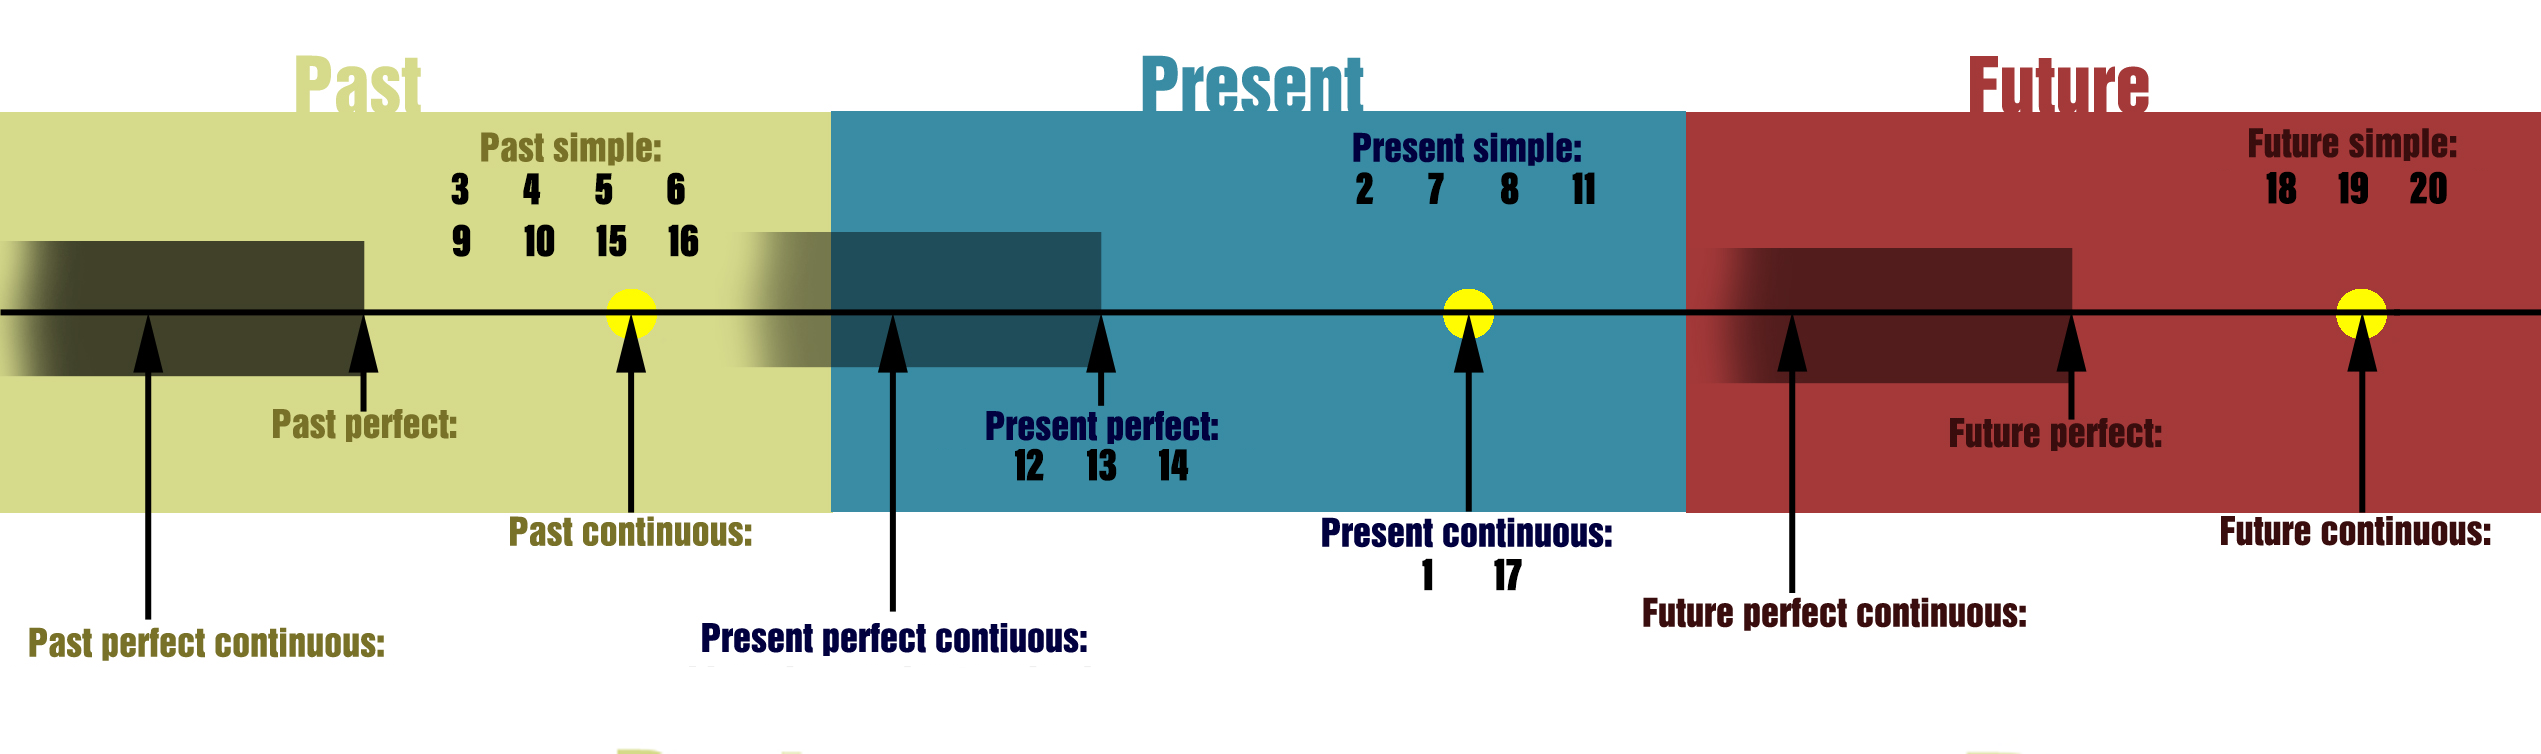 Past
Present
Future
Past simple:
3 4 5 6
9 10 15 16
Present simple:
2 7 8 11
Future simple:
18 19 20
Past perfect:
Present perfect:
12 13 14
Future perfect:
Past continuous:
Present continuous:
1 17
Future continuous:
Past perfect continuous:
Present perfect contiuous:
Future perfect continuous: